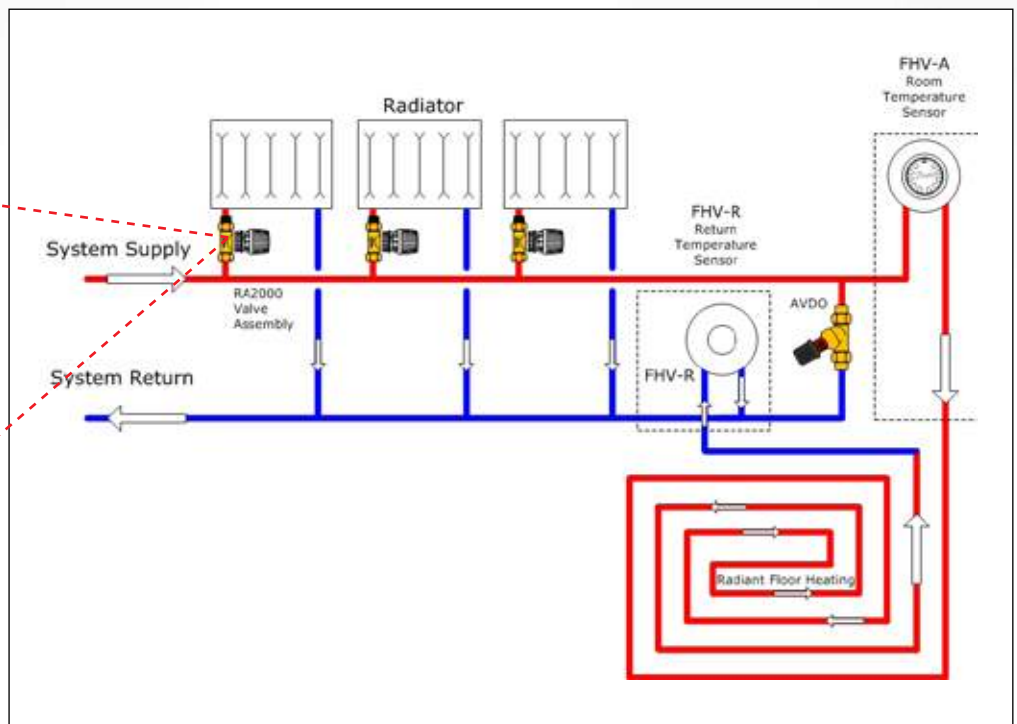 FHV-A
Room
Temperature
Sensor
Radiator
FHV-R
Return
Temperature
Sensor
System Supply
RA2000
Valve
Assembly
AVDO
System Return
FHV-R
Radiant Floor Heating